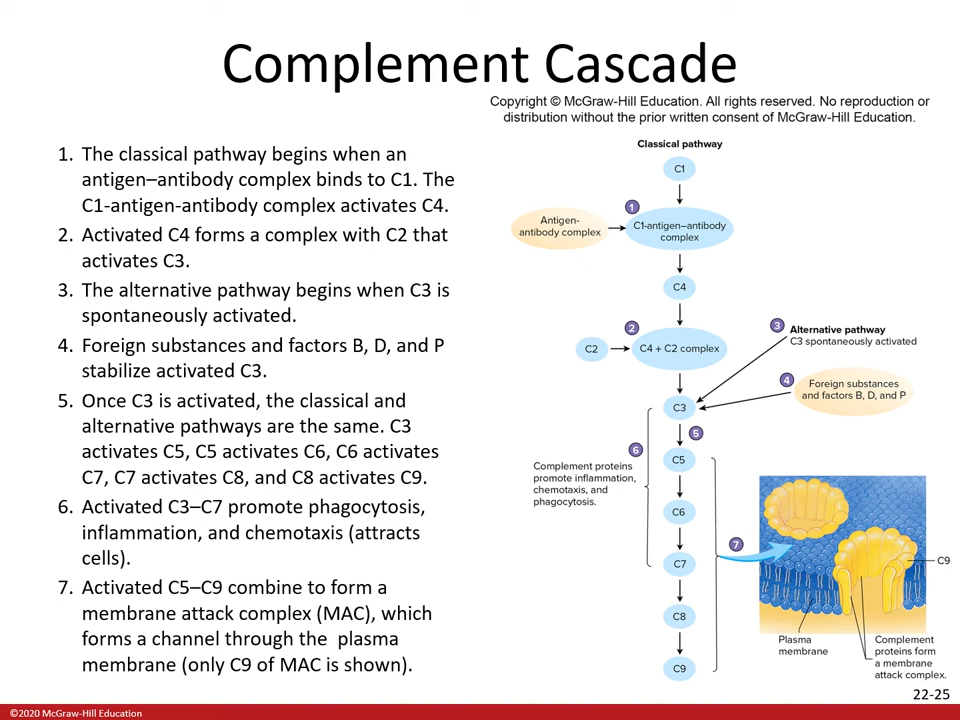 Complement Cascade
Copyright © McGraw-Hill Education. All rights reserved. No reproduction or
distribution without the prior written consent of McGraw-Hill Education.
1. The classical pathway begins when an
antigen–antibody complex binds to C1. The
C1-antigen-antibody complex activates C4.
2. Activated C4 forms a complex with C2 that
activates C3.
3. The alternative pathway begins when C3 is
spontaneously activated.
4. Foreign substances and factors B, D, and P
stabilize activated C3.
5. Once C3 is activated, the classical and
alternative pathways are the same. C3
activates C5, C5 activates C6, C6 activates
C7, C7 activates C8, and C8 activates C9.
6. Activated C3–C7 promote phagocytosis,
inflammation, and chemotaxis (attracts
cells).
7. Activated C5–C9 combine to form a
membrane attack complex (MAC), which
forms a channel through the plasma
membrane (only C9 of MAC is shown).
Classical pathway
C1
1
Antigen-
antibody complex
C1-antigen–antibody
complex
C4
2
C2
C4 + C2 complex
3
Alternative pathway
C3 spontaneously activated
4
Foreign substances
and factors B, D, and P
C3
5
6
C5
Complement proteins
promote inflammation,
chemotaxis, and
phagocytosis.
C6
7
C7
C9
C8
Plasma
membrane
Complement
proteins form
a membrane
attack complex.
C9
22-25
©2020 McGraw-Hill Education